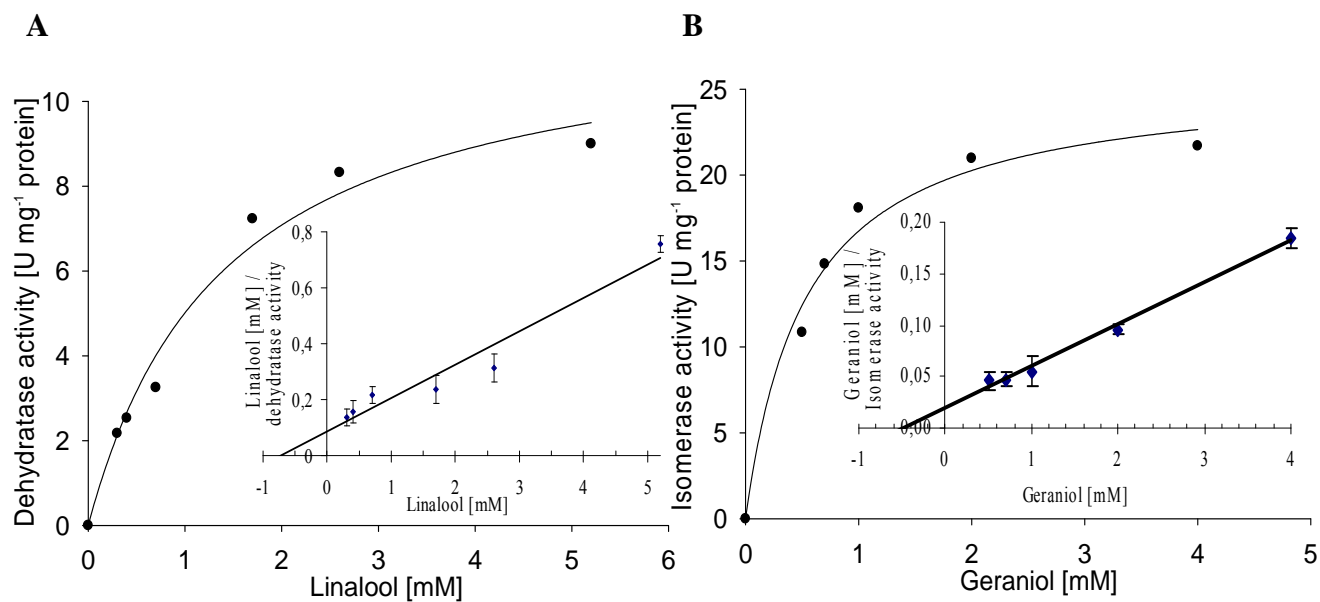 A
Dehydratase activity [U mg-1 protein]
10
8
6
4
2
0
0 1 2 3 4 5 6
Linalool [mM]
Linalool [mM] /
dehydratase activity
0,8
0,6
0,4
0,2
0
-1 0 1 2 3 4 5
Linalool [mM]
B
Isomerase activity [U mg-1 protein]
25
20
15
10
5
0
0 1 2 3 4 5
Geraniol [mM]
Geraniol [mM] /
Isomerase activity
0,20
0,15
0,10
0,05
0,00
-1 0 1 2 3 4
Geraniol [mM]